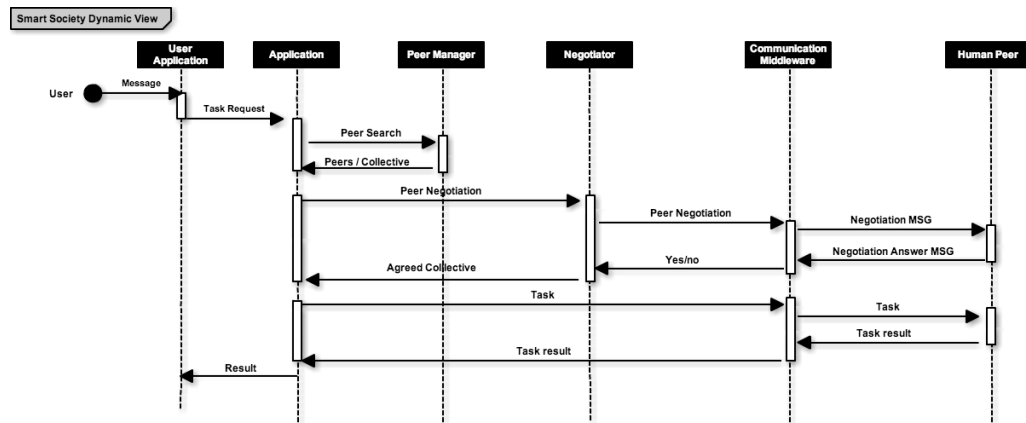 Smart Society Dynamic View
User
Application
Application
Peer Manager
Negotiator
Communication
Middleware
Human Peer
User
Message
Task Request
Peer Search
Peers / Collective
Peer Negotiation
Peer Negotiation
Negotiation MSG
Negotiation Answer MSG
Yes/no
Agreed Collective
Task
Task
Task result
Task result
Result